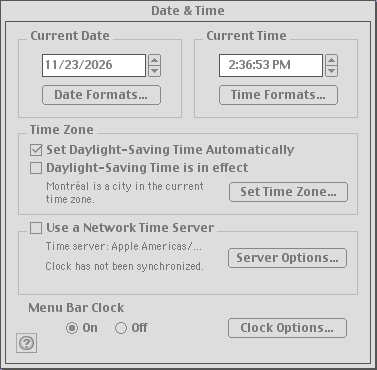 Date & Time
Current Date
Current Time
11/23/2026
2:36:53 PM
Date Formats...
Time Formats...
Time Zone
Set Daylight-Saving Time Automatically
Daylight-Saving Time is in effect
Montréal is a city in the current
time zone.
Set Time Zone...
Use a Network Time Server
Time server: Apple Americas/...
Clock has not been synchronized.
Server Options...
Menu Bar Clock
On
Off
Clock Options...
?